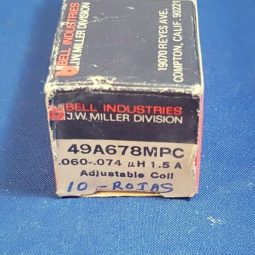 BELL INDUSTRIES
J.W. MILLER DIVISION
19070 REYES AVE.
COMPTON, CALIF. 90221
BELL INDUSTRIES
J.W. MILLER DIVISION
49A678MPC
.060-.074 µH 1.5 A
Adjustable Coil
10 - ROJAS